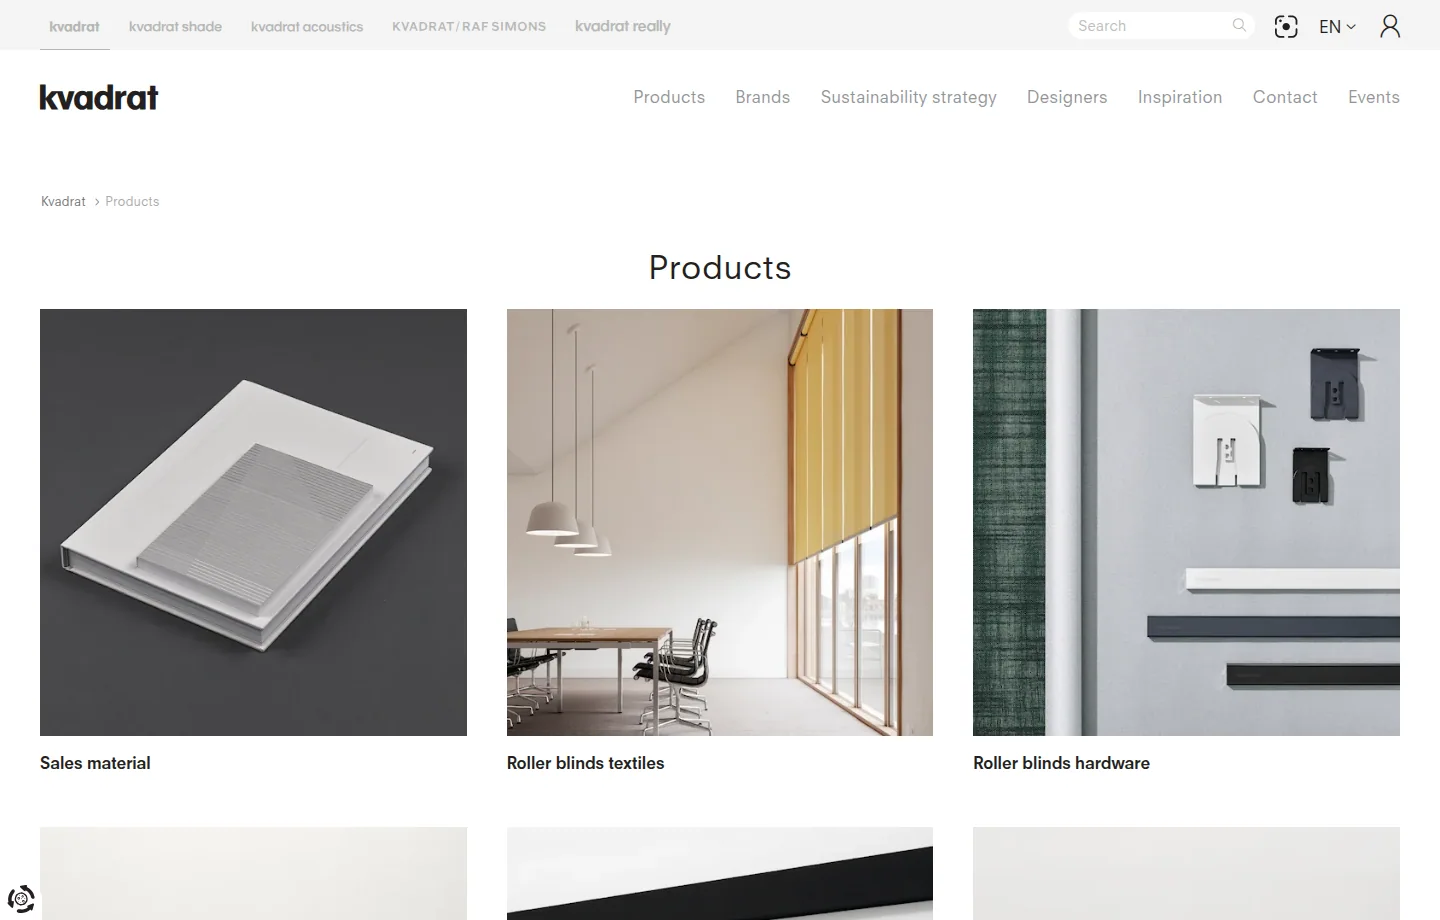 kvadrat
kvadrat shade
kvadrat acoustics
KVADRAT/RAF SIMONS
kvadrat really
Search
EN
kvadrat
Products
Brands
Sustainability strategy
Designers
Inspiration
Contact
Events
Kvadrat > Products
Products
Sales material
Roller blinds textiles
Roller blinds hardware